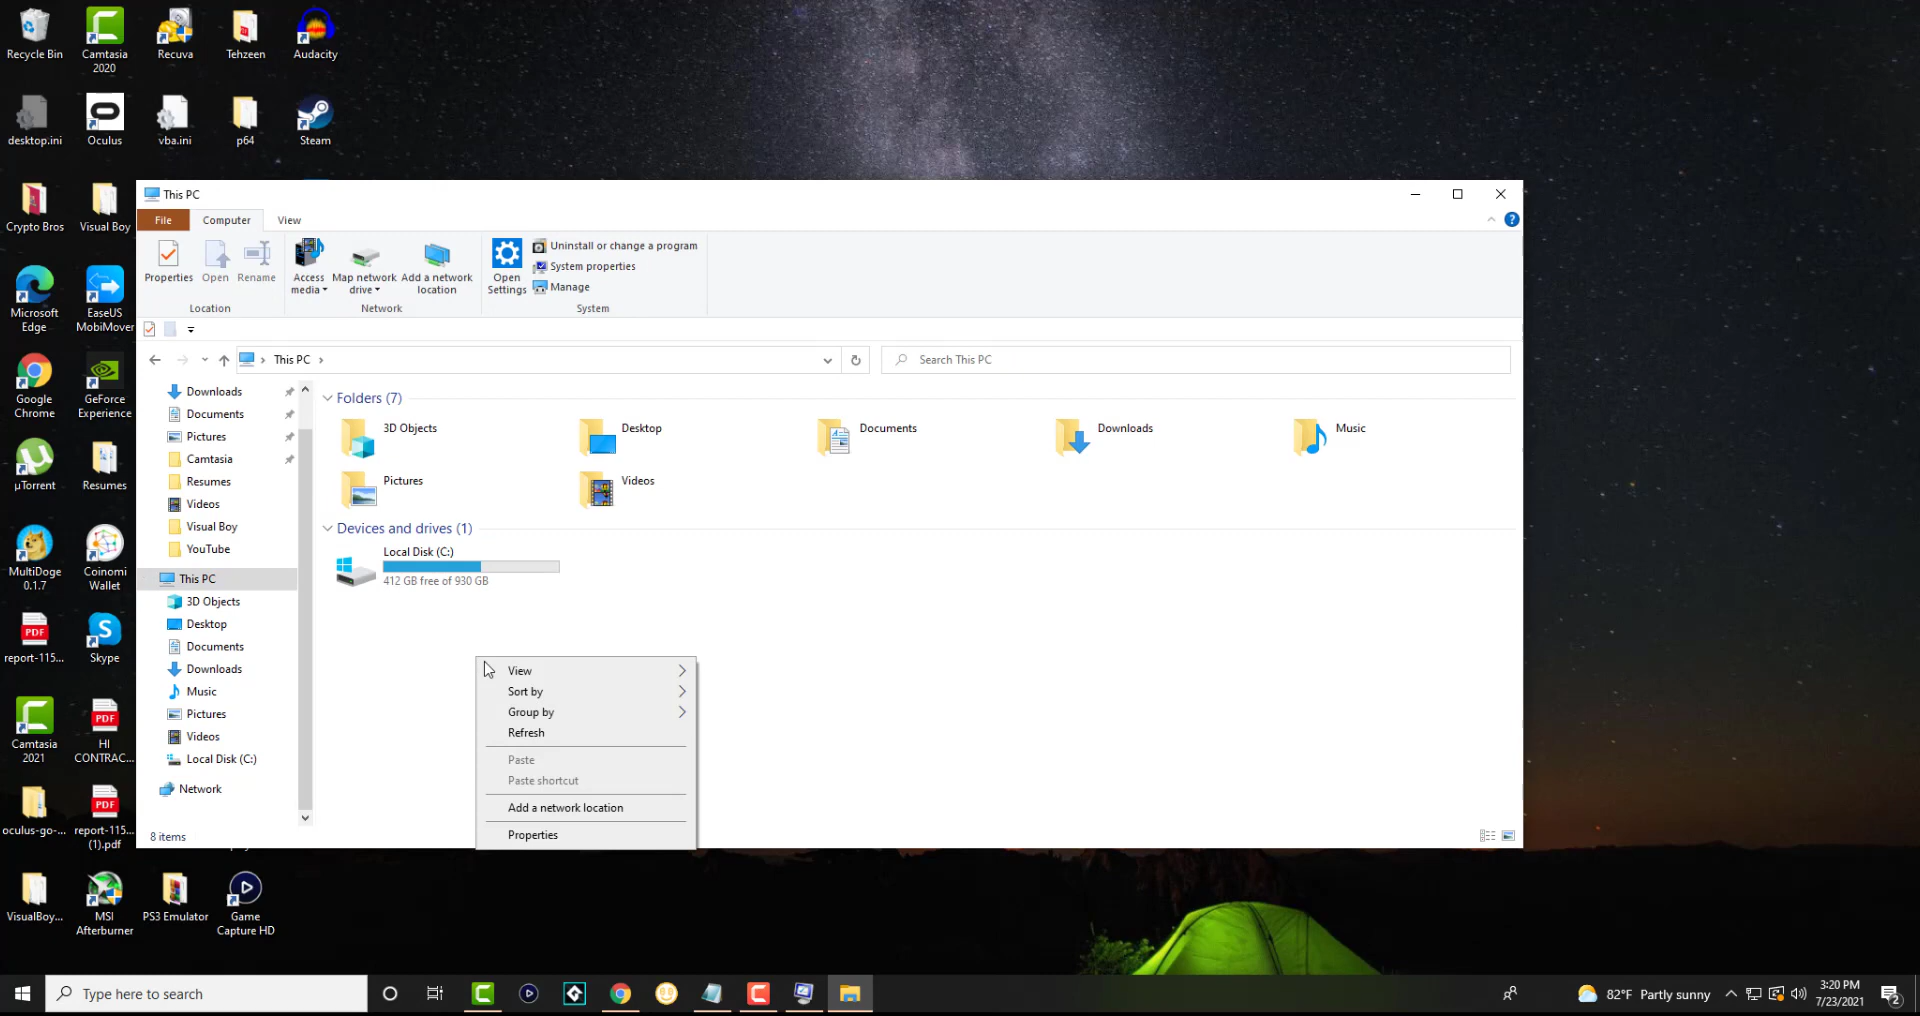 Recycle Bin
Camtasia
2020
Recuva
Tehzeen
Audacity
desktop.ini
Oculus
vba.ini
p64
Steam
Crypto Bros
Visual Boy
Microsoft
Edge
EaseUS
MobiMover
Google
Chrome
GeForce
Experience
µTorrent
Resumes
MultiDoge
0.1.7
Coinomi
Wallet
PDF
report-115...
Skype
Camtasia
2021
PDF
HI
CONTRAC...
oculus-go-...
PDF
report-115...
(1).pdf
VisualBoy...
MSI
Afterburner
PS3 Emulator
Game
Capture HD
This PC
File
Computer
View
Properties
Open
Rename
Location
Access
media
Map network
drive
Add a network
location
Network
Open
Settings
Uninstall or change a program
System properties
Manage
System
This PC
Search This PC
Downloads
Documents
Pictures
Camtasia
Resumes
Videos
Visual Boy
YouTube
This PC
3D Objects
Desktop
Documents
Downloads
Music
Pictures
Videos
Local Disk (C:)
Network
8 items
Folders (7)
3D Objects
Desktop
Documents
Downloads
Music
Pictures
Videos
Devices and drives (1)
Local Disk (C:)
412 GB free of 930 GB
View
Sort by
Group by
Refresh
Paste
Paste shortcut
Add a network location
Properties
Type here to search
82°F Partly sunny
3:20 PM
7/23/2021
2